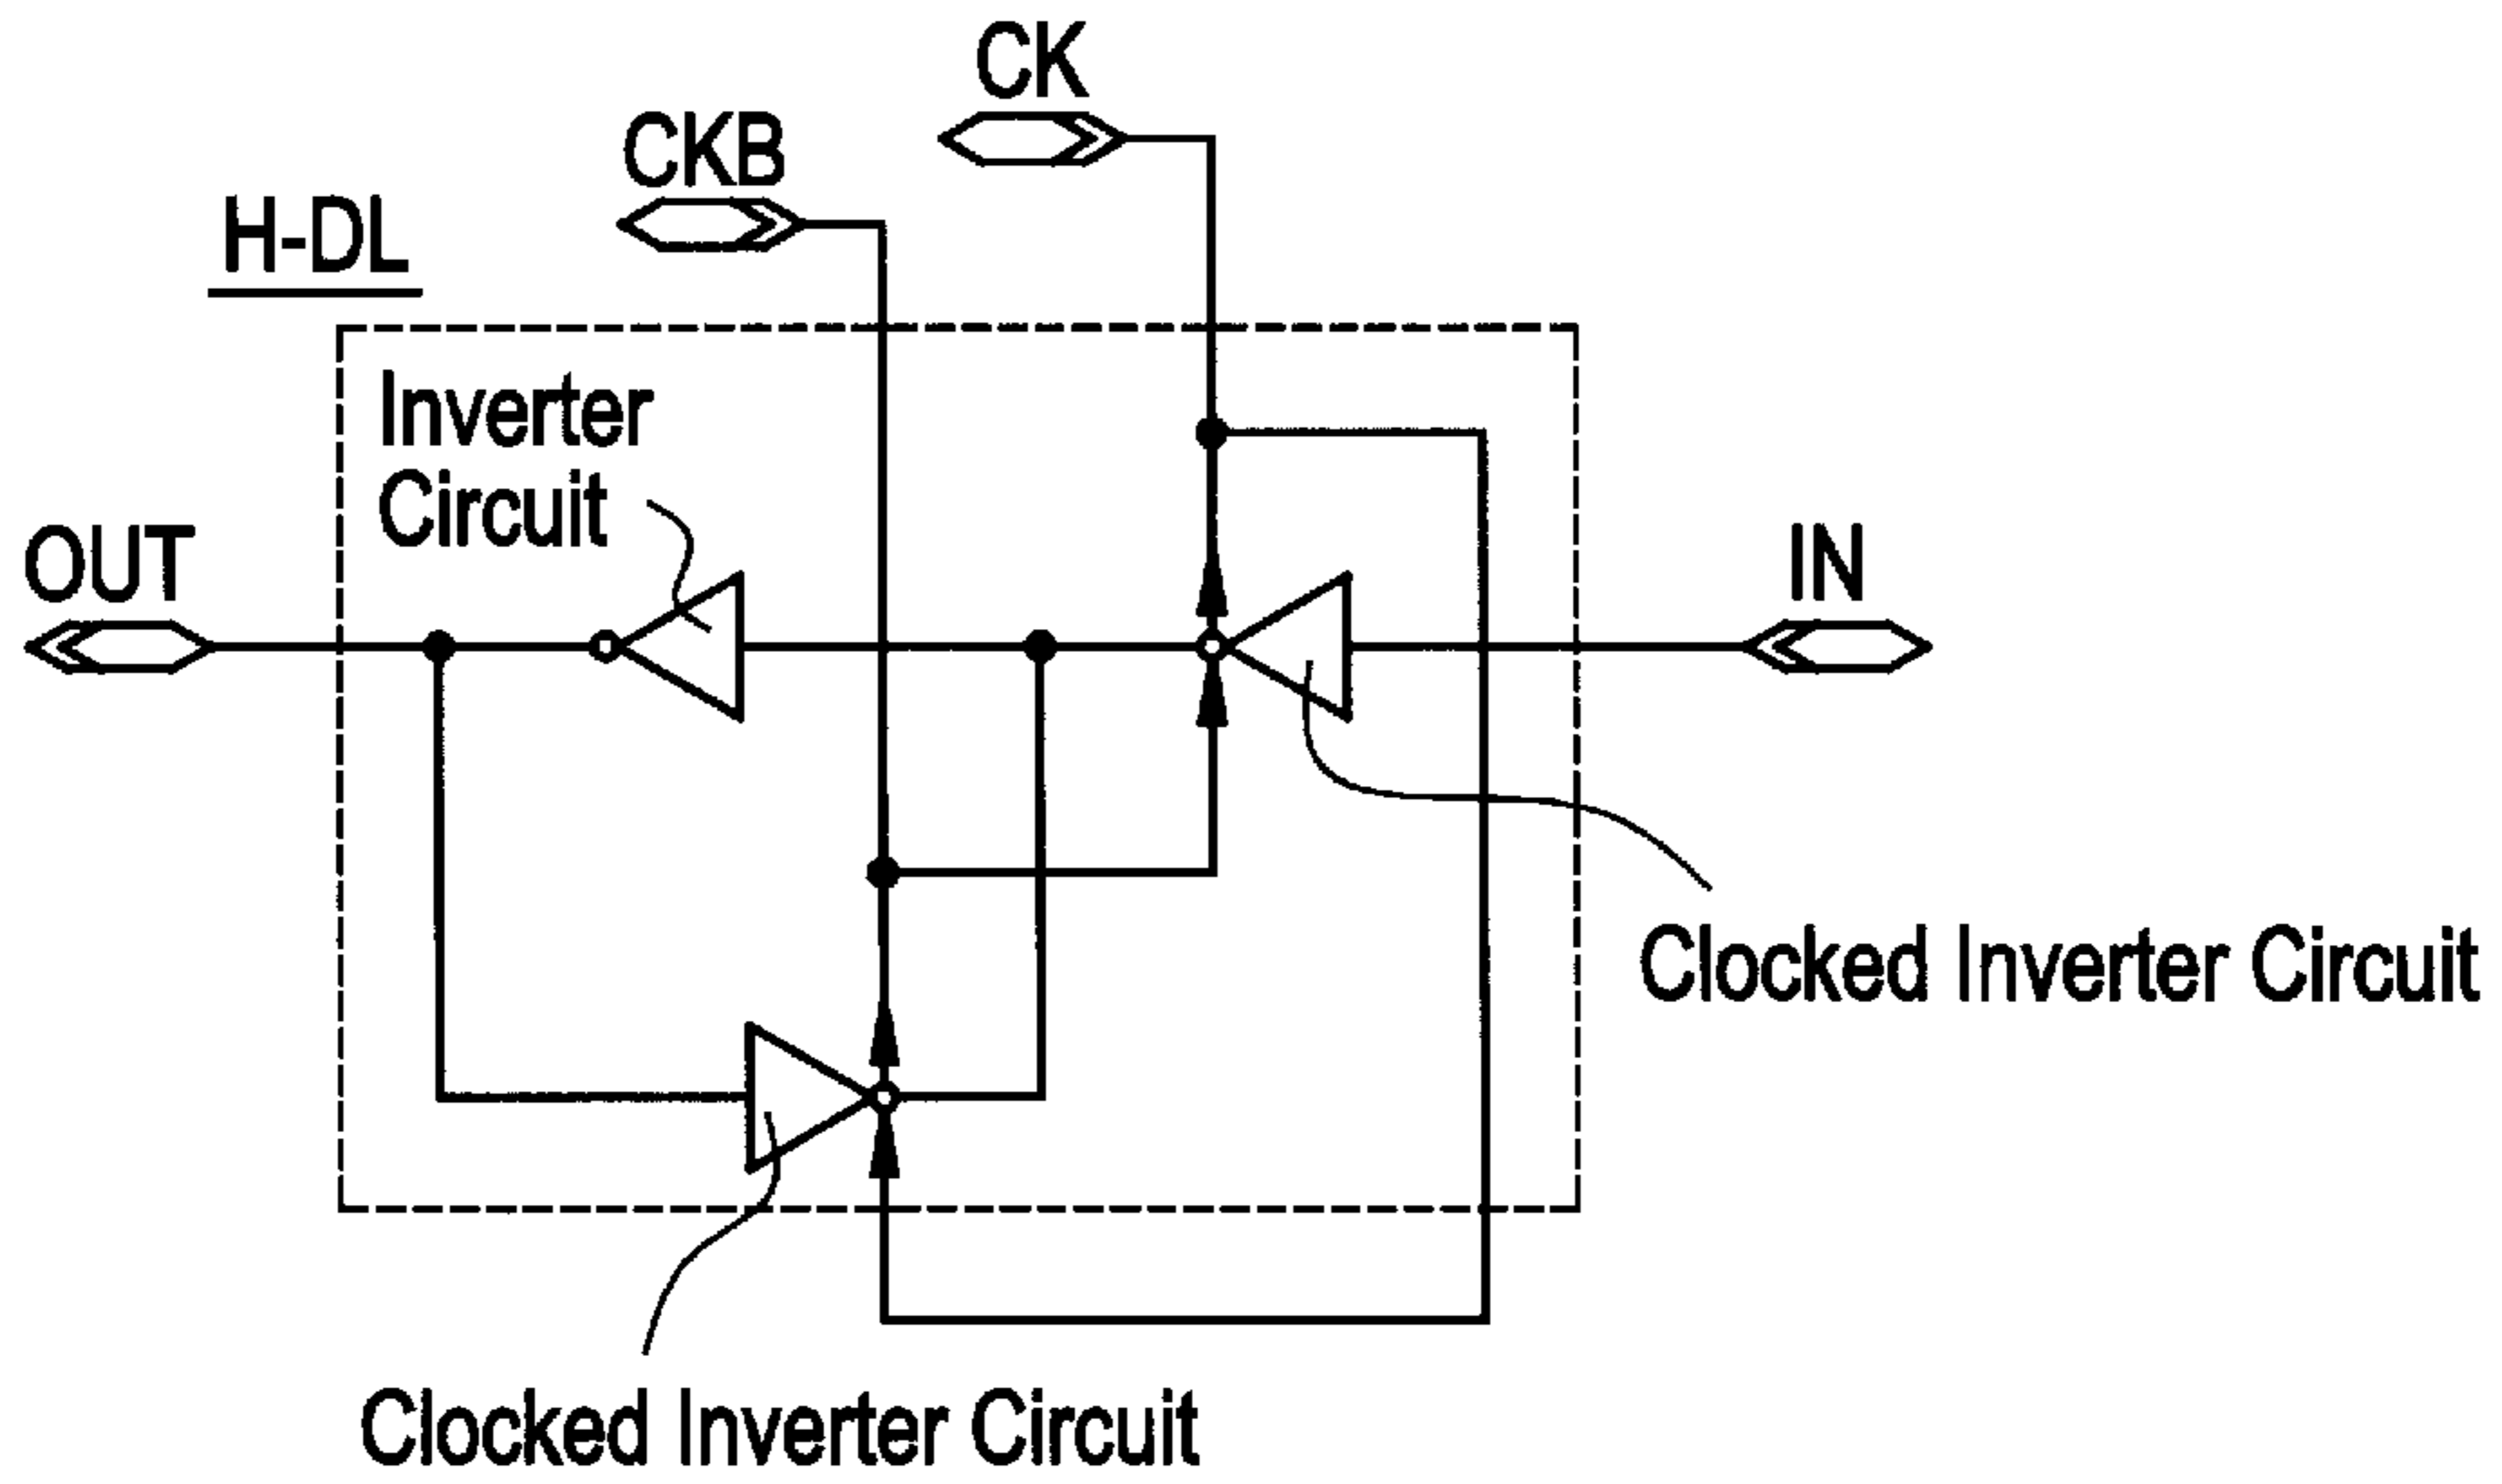 CK
CKB
H-DL
Inverter
Circuit
OUT
IN
Clocked Inverter Circuit
Clocked Inverter Circuit